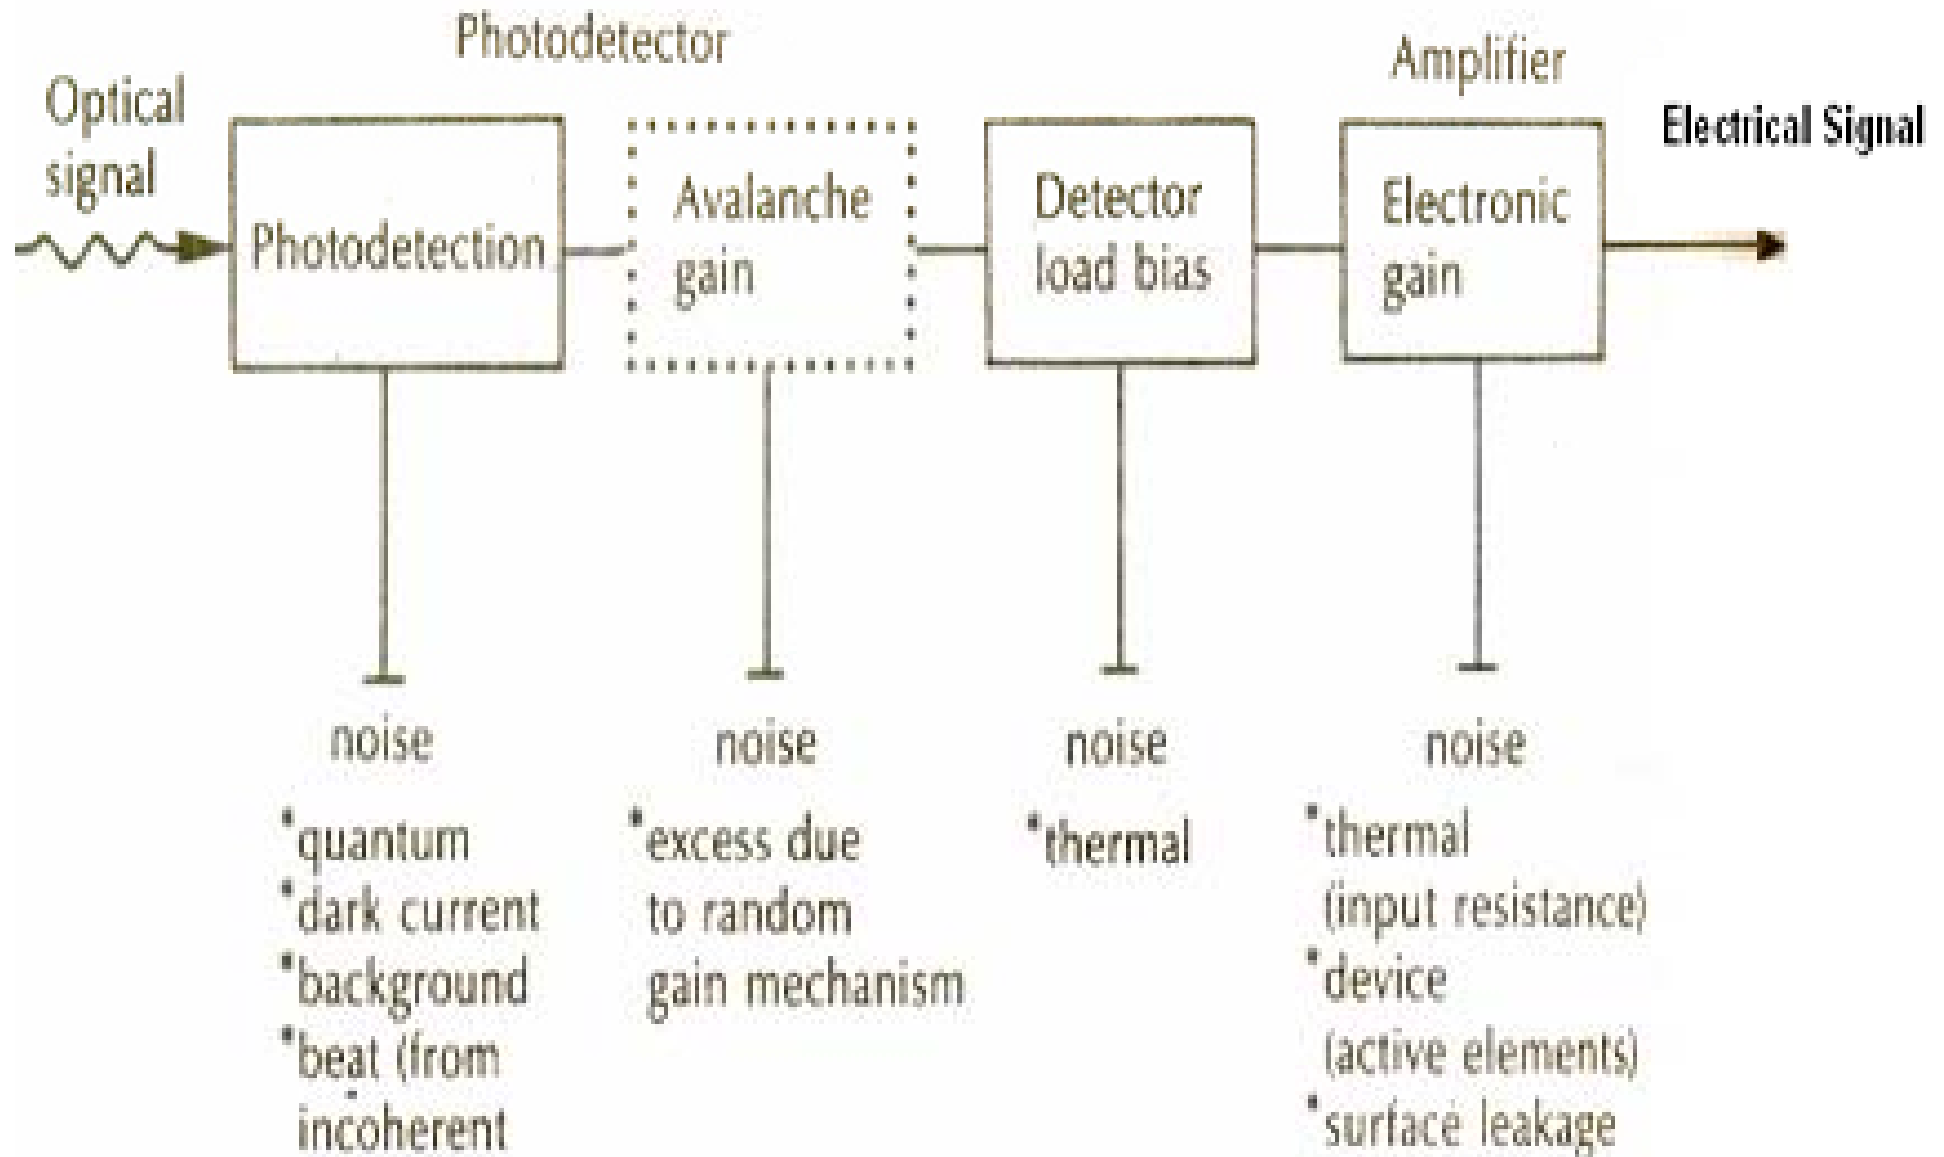 Photodetector
Amplifier
Optical
signal
Electrical Signal
Photodetection
Avalanche
gain
Detector
load bias
Electronic
gain
noise
*quantum
*dark current
*background
*beat (from
incoherent
noise
*excess due
to random
gain mechanism
noise
*thermal
noise
*thermal
(input resistance)
*device
(active elements)
*surface leakage